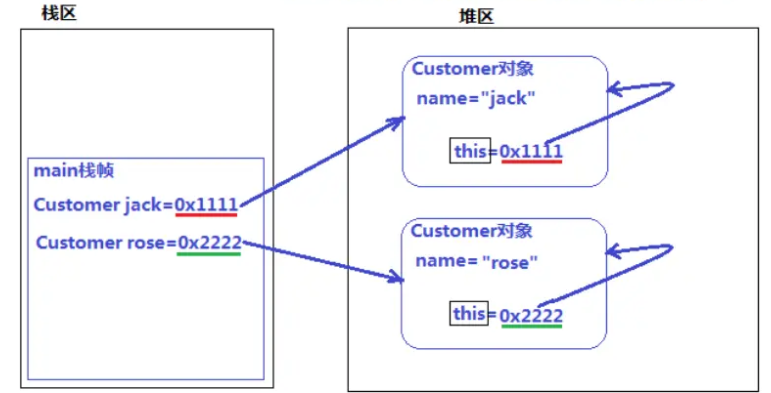 栈区
堆区
main栈帧
Customer jack=0x1111
Customer rose=0x2222
Customer对象
name="jack"
this=0x1111
Customer对象
name= "rose"
this=0x2222